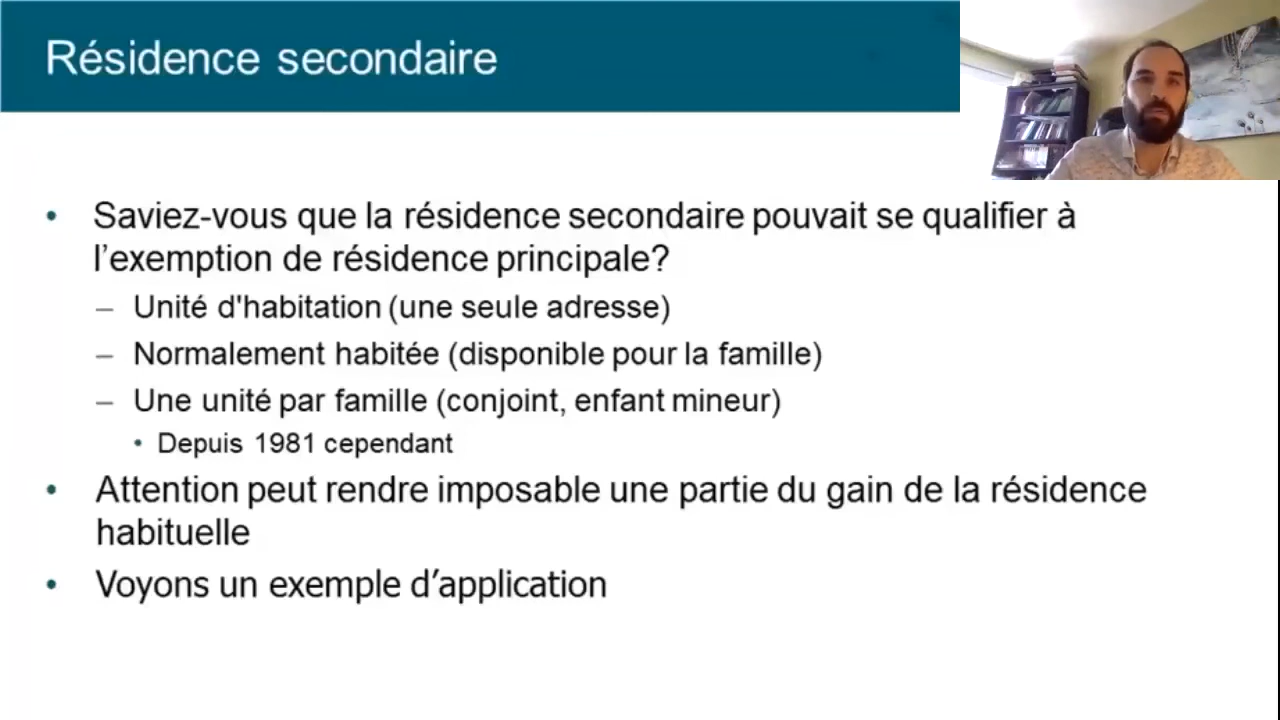 Résidence secondaire
• Saviez-vous que la résidence secondaire pouvait se qualifier à
l’exemption de résidence principale?
– Unité d'habitation (une seule adresse)
– Normalement habitée (disponible pour la famille)
– Une unité par famille (conjoint, enfant mineur)
• Depuis 1981 cependant
• Attention peut rendre imposable une partie du gain de la résidence
habituelle
• Voyons un exemple d’application